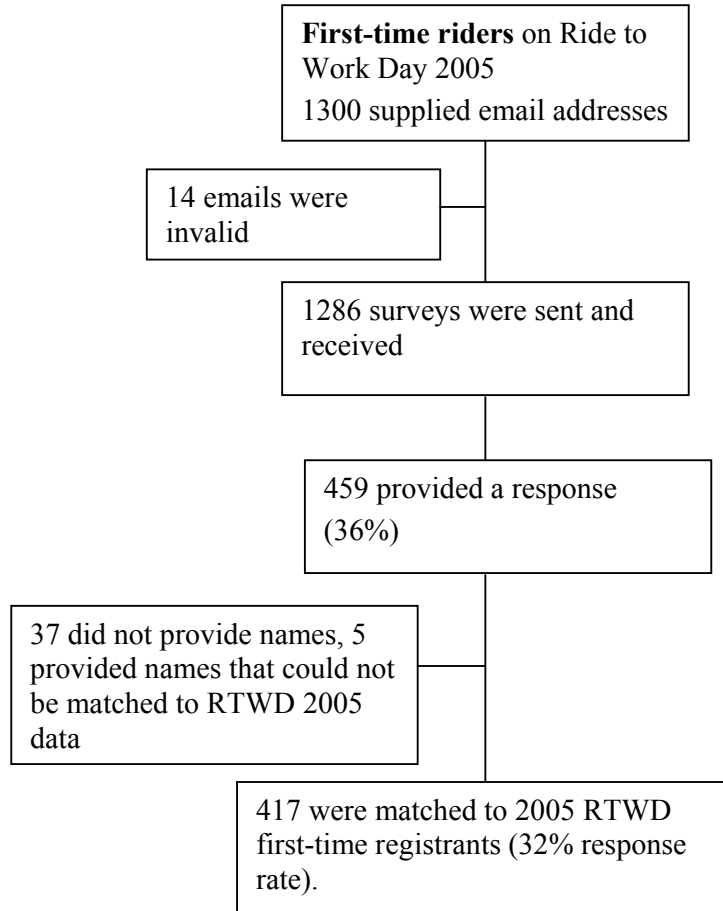 First-time riders on Ride to
Work Day 2005
1300 supplied email addresses
14 emails were
invalid
1286 surveys were sent and
received
459 provided a response
(36%)
37 did not provide names, 5
provided names that could not
be matched to RTWD 2005
data
417 were matched to 2005 RTWD
first-time registrants (32% response
rate).